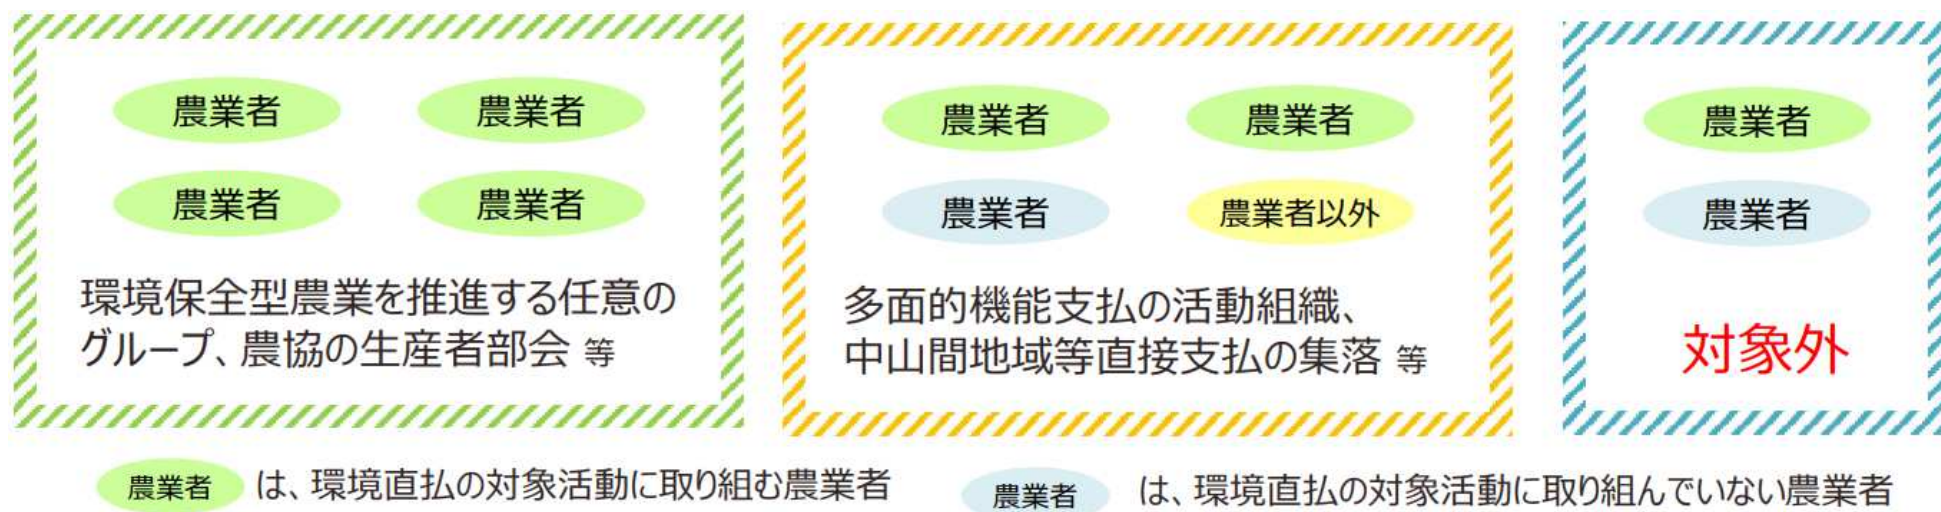 農業者 農業者
農業者 農業者
環境保全型農業を推進する任意の
グループ、農協の生産者部会 等
農業者 農業者
農業者 農業者以外
多面的機能支払の活動組織、
中山間地域等直接支払の集落 等
農業者
農業者
対象外
農業者 は、環境直払の対象活動に取り組む農業者
農業者 は、環境直払の対象活動に取り組んでいない農業者